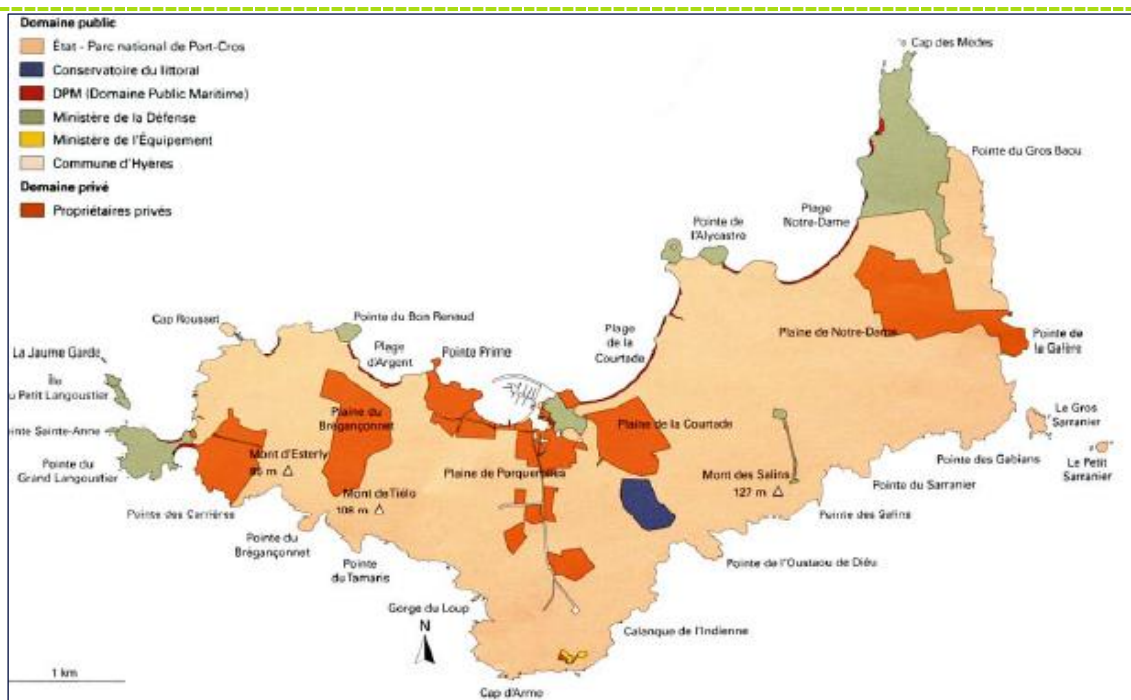 Domaine public
État - Parc national de Port-Cros
Conservatoire du littoral
DPM (Domaine Public Maritime)
Ministère de la Défense
Ministère de l'Équipement
Commune d'Hyères
Domaine privé
Propriétaires privés
Cap des Mèdes
Pointe du Gros Baou
Plage
Notre-Dame
Pointe de
l'Alycastre
Cap Rousset
Pointe du Bon Renaud
Plage
d'Argent
Pointe Prime
Plage
de la
Courtade
Plaine de Notre-Dame
Pointe de
la Galère
La Jaume Garde
Île
du Petit Langoustier
Pointe Sainte-Anne
Pointe du
Grand Langoustier
Plaine du
Brégançonnet
Mont d'Esterly
86 m △
Plaine de la Courtade
Plaine de Porquerolles
Mont de Tiélo
108 m △
Mont des Salins
127 m △
Le Gros
Sarranier
Le Petit
Sarranier
Pointe des Gabians
Pointe du Sarranier
Pointe des Salins
Pointe des Carrières
Pointe du
Brégançonnet
Pointe
du Tamaris
Pointe de l'Oustaou de Diéu
Gorge du Loup
Calanque de l'Indienne
N
1 km
Cap d'Arme